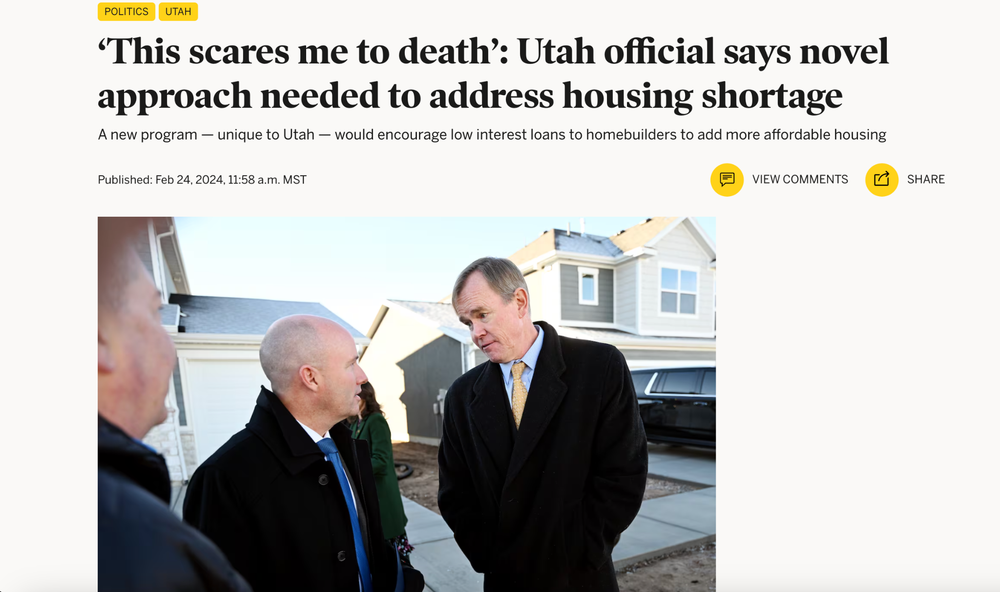 POLITICS UTAH
‘This scares me to death’: Utah official says novel
approach needed to address housing shortage
A new program — unique to Utah — would encourage low interest loans to homebuilders to add more affordable housing
Published: Feb 24, 2024, 11:58 a.m. MST
VIEW COMMENTS
SHARE